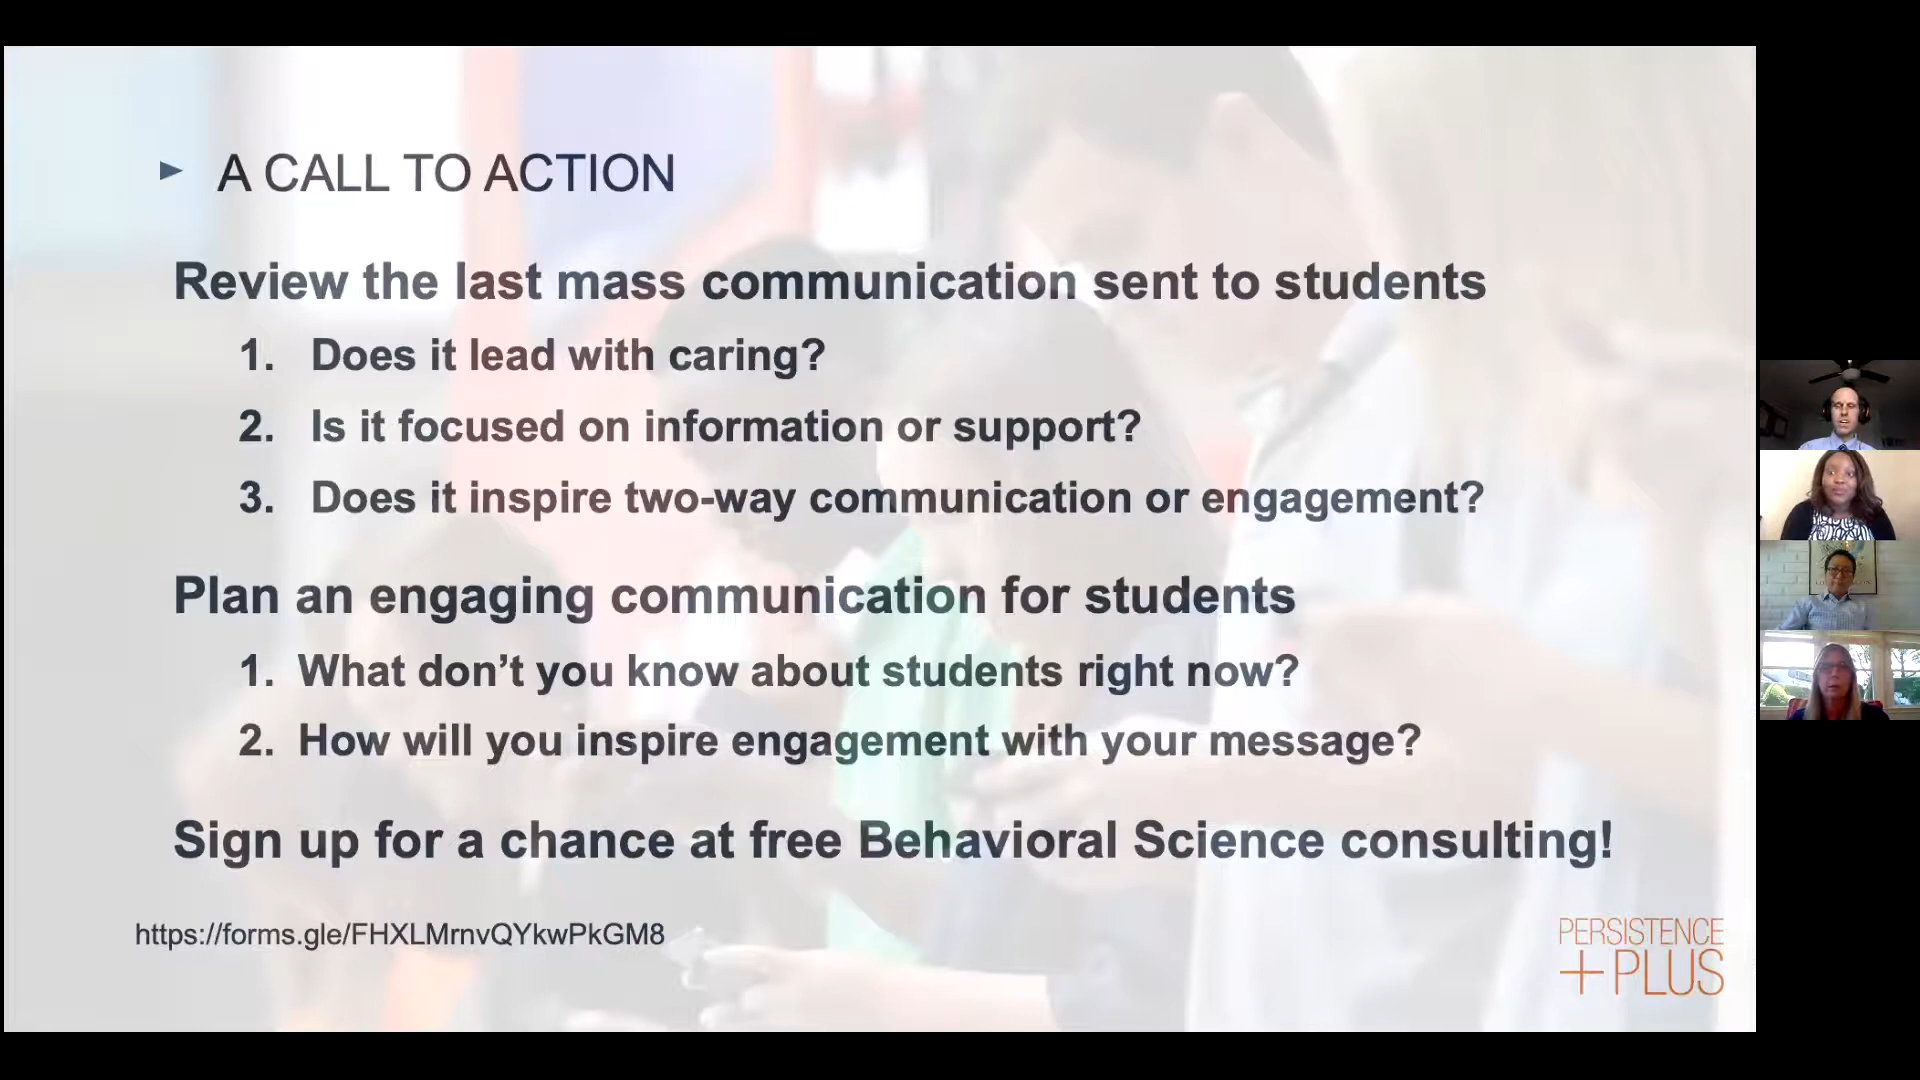 A CALL TO ACTION
Review the last mass communication sent to students
1. Does it lead with caring?
2. Is it focused on information or support?
3. Does it inspire two-way communication or engagement?
Plan an engaging communication for students
1. What don’t you know about students right now?
2. How will you inspire engagement with your message?
Sign up for a chance at free Behavioral Science consulting!
https://forms.gle/FHXLMrnvQYkwPkGM8
PERSISTENCE
+PLUS